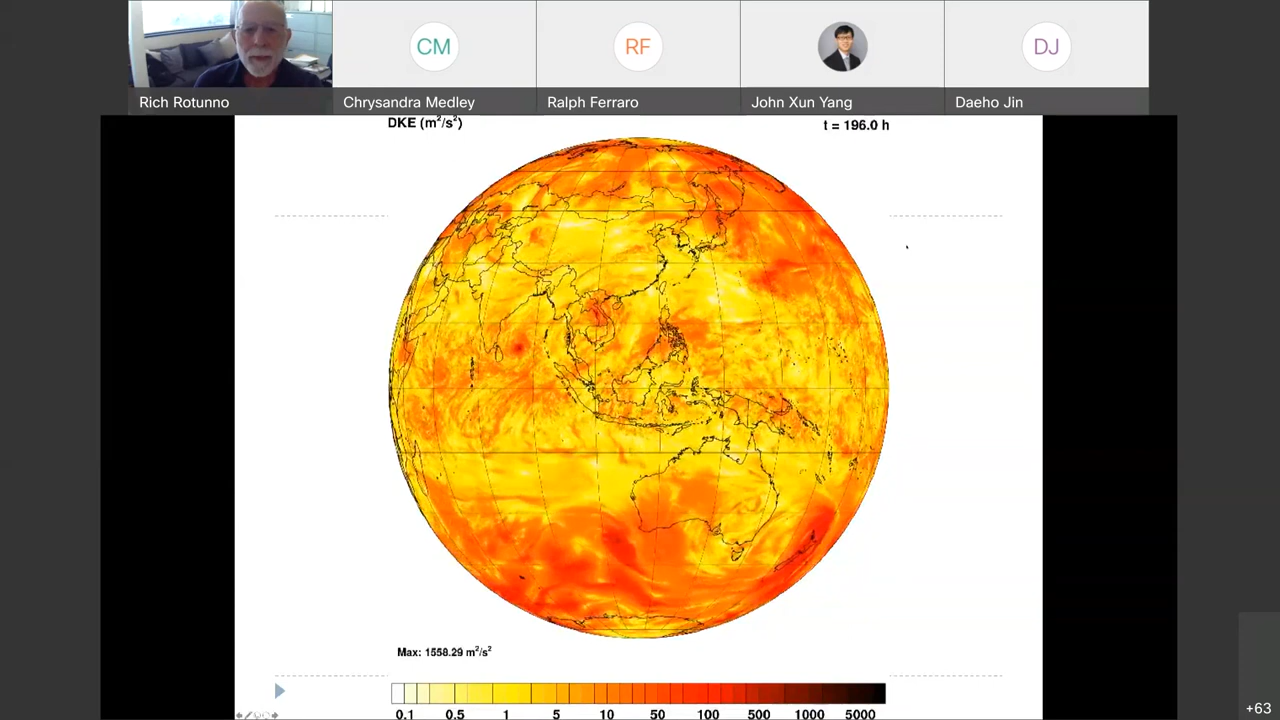 CM
RF
DJ
Rich Rotunno
Chrysandra Medley
Ralph Ferraro
John Xun Yang
Daeho Jin
DKE (m²/s²)
t = 196.0 h
Max: 1558.29 m²/s²
0.1 0.5 1 5 10 50 100 500 1000 5000
+63